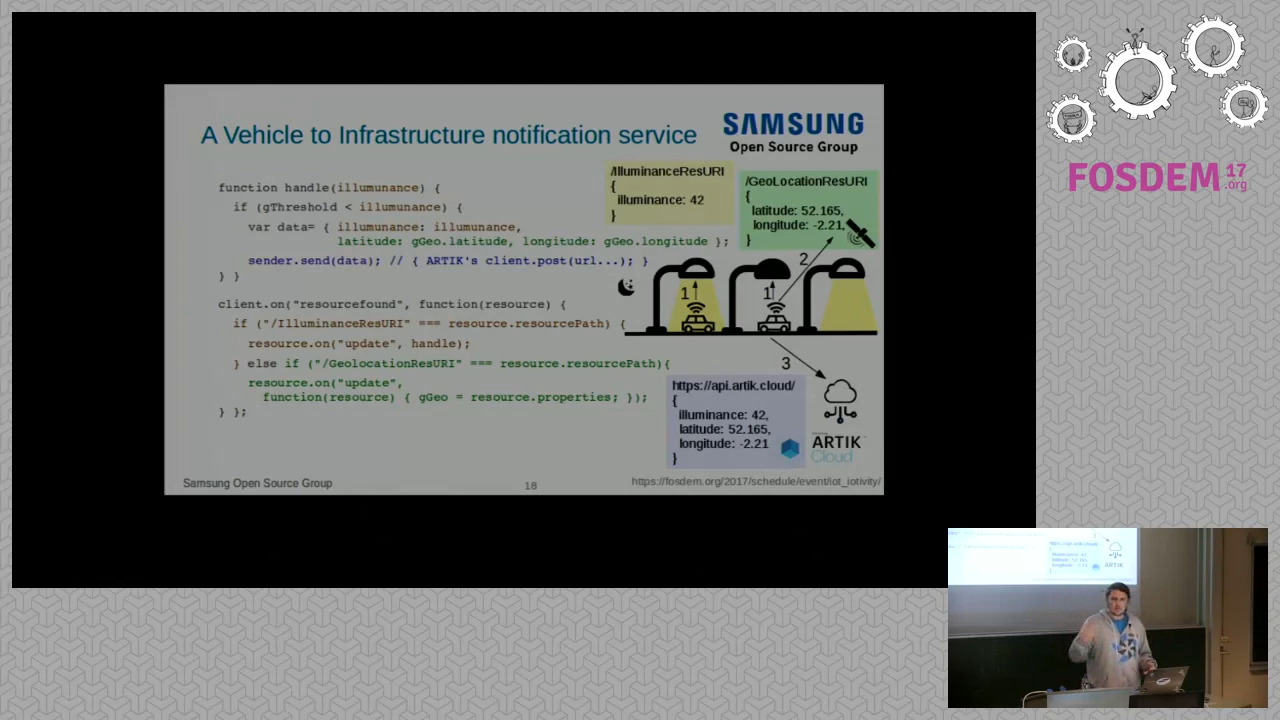 A Vehicle to Infrastructure notification service
SAMSUNG
Open Source Group
function handle(illumunance) {
if (gThreshold < illumunance) {
var data= { illumunance: illumunance,
latitude: gGeo.latitude, longitude: gGeo.longitude };
sender.send(data); // { ARTIK's client.post(url...); }
} }
client.on("resourcefound", function(resource) {
if ("/IlluminanceResURI" === resource.resourcePath) {
resource.on("update", handle);
} else if ("/GeolocationResURI" === resource.resourcePath){
resource.on("update",
function(resource) { gGeo = resource.properties; });
} };
/IlluminanceResURI
{
illuminance: 42
}
/GeoLocationResURI
{
latitude: 52.165,
longitude: -2.21,
}
1
1
2
3
https://api.artik.cloud/
{
illuminance: 42,
latitude: 52.165,
longitude: -2.21
}
ARTIK
Cloud
Samsung Open Source Group
18
https://fosdem.org/2017/schedule/event/iot_iotivity/
FOSDEM 17
.org